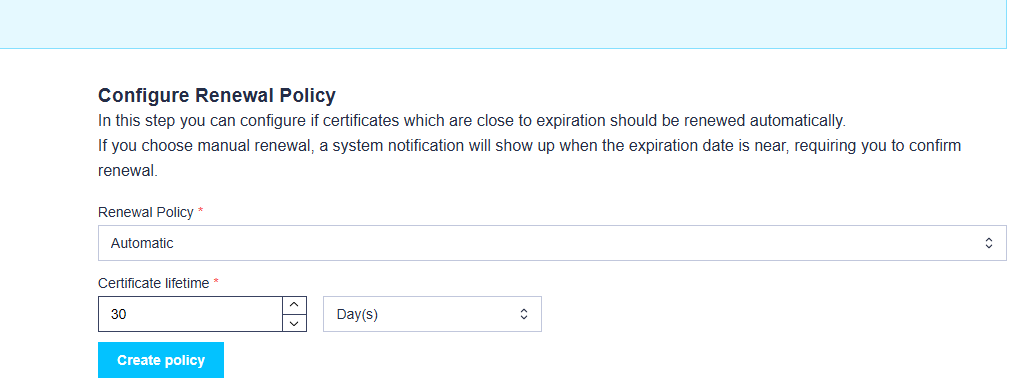 Configure Renewal Policy
In this step you can configure if certificates which are close to expiration should be renewed automatically.
If you choose manual renewal, a system notification will show up when the expiration date is near, requiring you to confirm
renewal.
Renewal Policy *
Automatic
Certificate lifetime *
30 Day(s)
Create policy